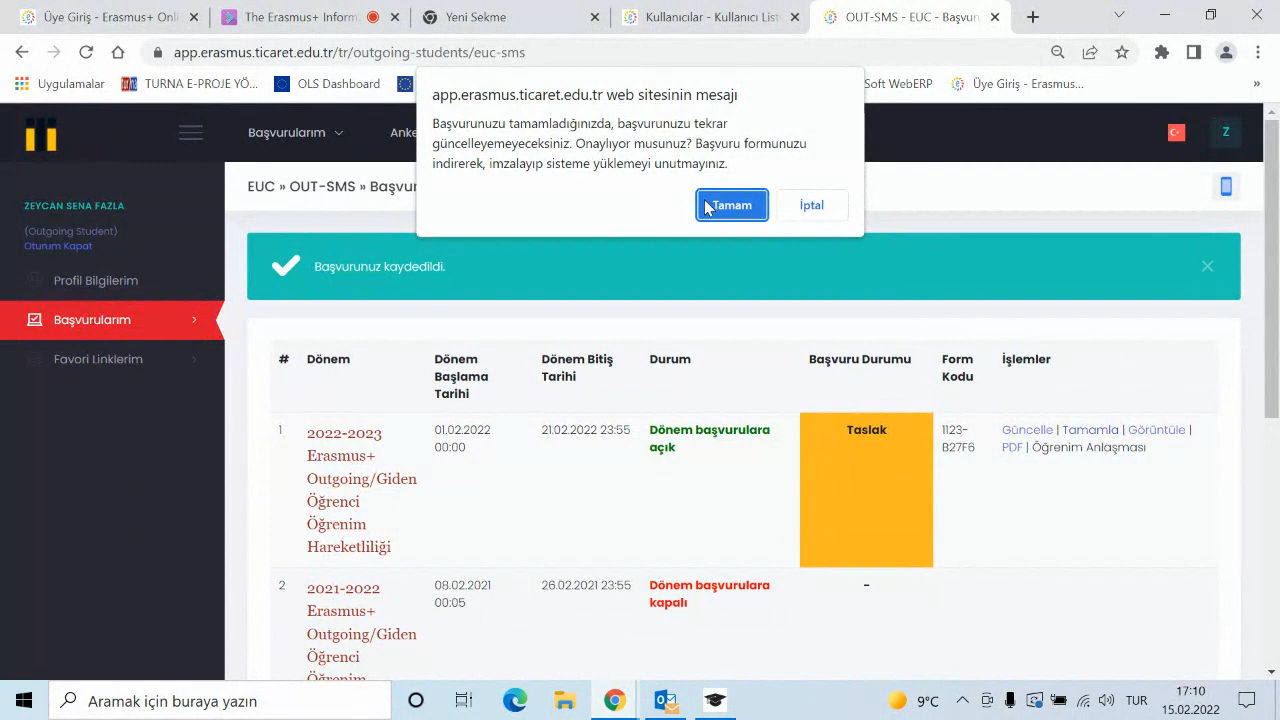 Üye Giriş - Erasmus Onli
İnternetten Form Do
Yeni Sekme
Kullanıcılar - Kullanıcı List
OUT-SMS - EUC - Başvur
app.erasmus.ticaret.edu.tr/tr/outgoing-students/euc-sms
Uygulamalar
TURNA E-PROJE YÖ...
OLS Dashboard
Soft WebERP
Üye Giriş - Erasmus...
»
app.erasmus.ticaret.edu.tr web sitesinin mesajı
Başvurunuzu tamamladığınızda, başvurunuzu tekrar
güncelleyemeyeceksiniz. Onaylıyor musunuz? Başvuru formunuzu
indirerek, imzalayıp sisteme yüklemeyi unutmayınız.
Tamam
İptal
Başvurularım
Anke
Z
EUC » OUT-SMS » Başvur
ZEYCAN SENA FAZLA
(Outgoing Student)
Oturum Kapat
Profil Bilgilerim
Başvurularım
Favori Linklerim
Başvurunuz kaydedildi.
# Dönem Dönem Başlama Tarihi Dönem Bitiş Tarihi Durum Başvuru Durumu Form Kodu İşlemler
1
2022-2023
Erasmus+
Outgoing/Giden
Öğrenci
Öğrenim
Hareketliliği
01.02.2022
00:00
21.02.2022 23:55
Dönem başvurulara
açık
Taslak
1123-
B27F6
Güncelle | Tamamla | Görüntüle |
PDF | Öğrenim Anlaşması
2
2021-2022
Erasmus+
Outgoing/Giden
Öğrenci
Öğrenim
08.02.2021
00:05
26.02.2021 23:55
Dönem başvurulara
kapalı
-
Aramak için buraya yazın
9°C
TUR
17:10
15.02.2022